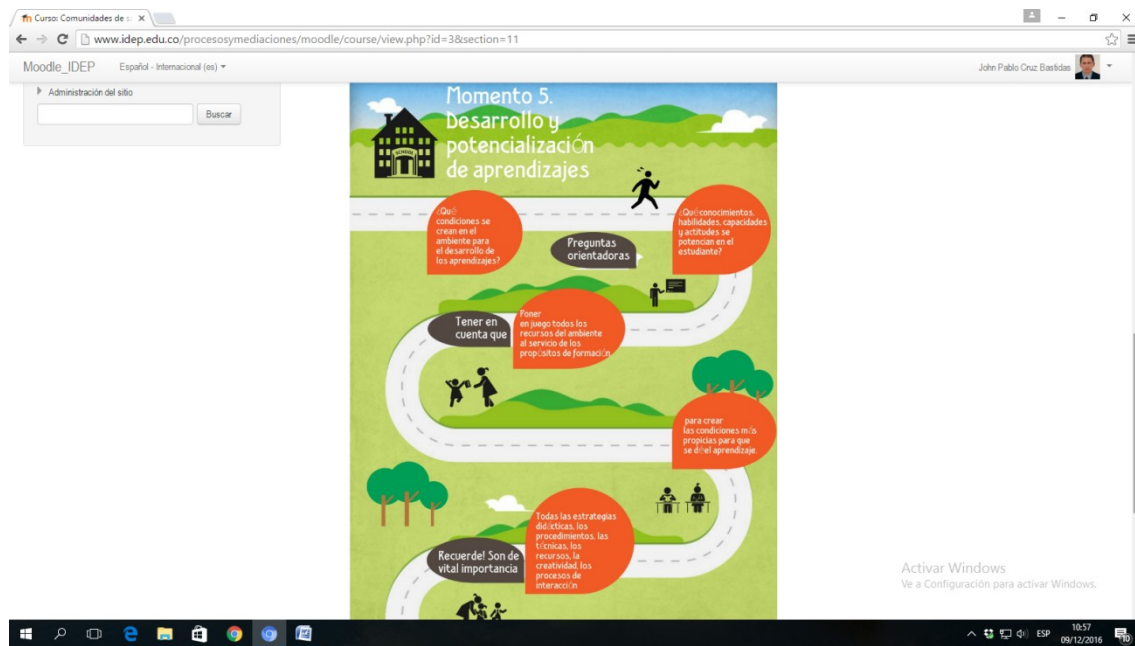 Curso: Comunidades de s
www.idep.edu.co/procesosymediaciones/moodle/course/view.php?id=3&section=11
Moodle_IDEP
Español - Internacional (es)
John Pablo Cruz Bastidas
Administración del sitio
Buscar
Momento 5.
Desarrollo y
potencialización
de aprendizajes
SCHOOL
¿Qué
condiciones se
crean en el
ambiente para
el desarrollo de
los aprendizajes?
Preguntas
orientadoras
¿Qué conocimientos,
habilidades, capacidades
y actitudes se
potencian en el
estudiante?
Tener en
cuenta que
Poner
en juego todos los
recursos del ambiente
al servicio de los
propósitos de formación
para crear
las condiciones más
propicias para que
se dé el aprendizaje.
Recuerde! Son de
vital importancia
Todas las estrategias
didácticas, los
procedimientos, las
técnicas, los
recursos, la
creatividad, los
procesos de
interacción
Activar Windows
Ve a Configuración para activar Windows.
ESP
10:57
09/12/2016